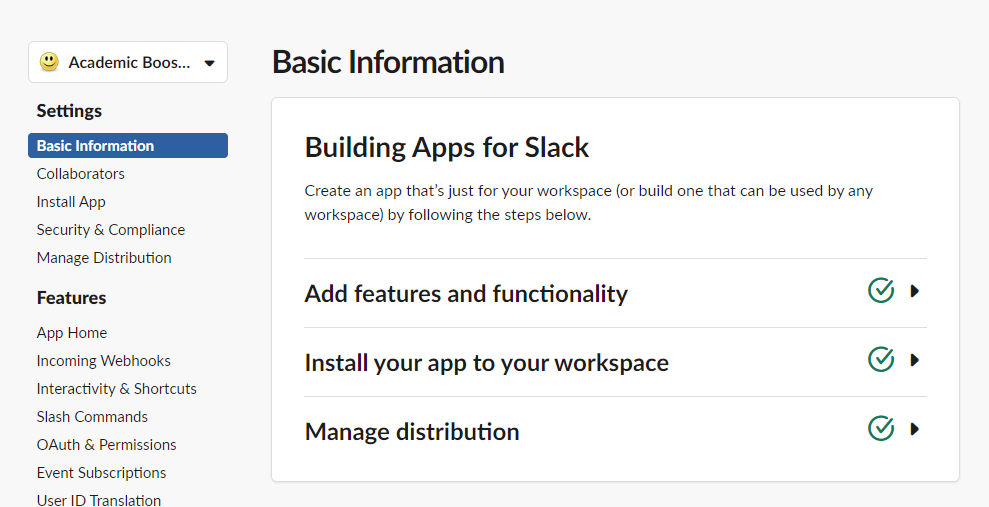 Academic Boos...
Settings
Basic Information
Collaborators
Install App
Security & Compliance
Manage Distribution
Features
App Home
Incoming Webhooks
Interactivity & Shortcuts
Slash Commands
OAuth & Permissions
Event Subscriptions
User ID Translation
Basic Information
Building Apps for Slack
Create an app that’s just for your workspace (or build one that can be used by any
workspace) by following the steps below.
Add features and functionality
Install your app to your workspace
Manage distribution